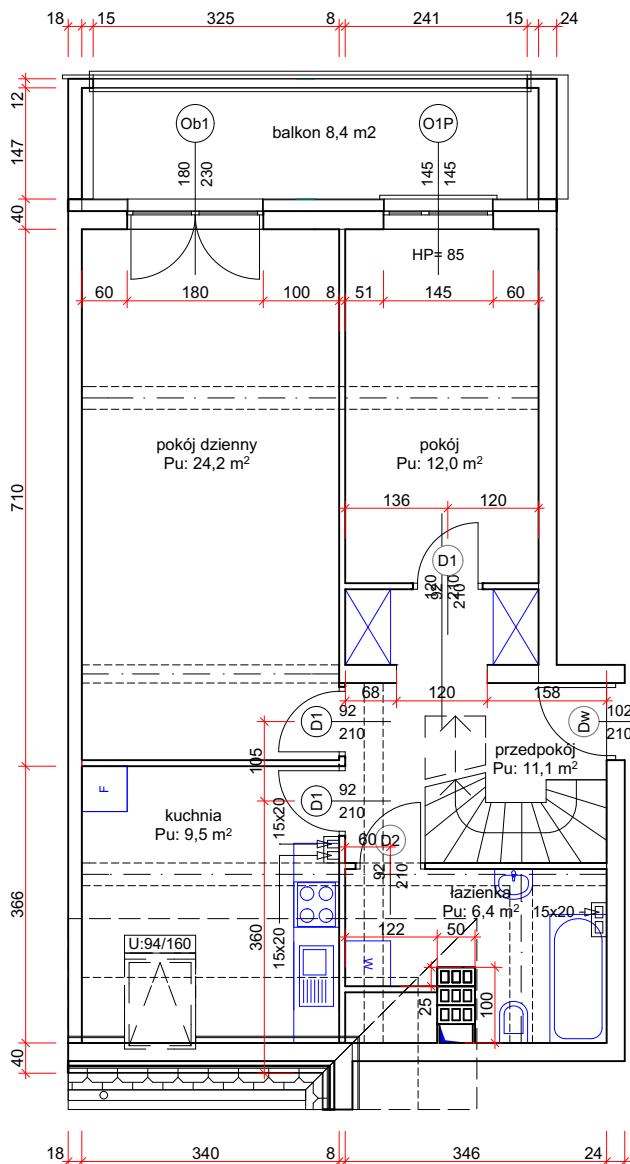 18 15 325 8 241 15 24
12
147
40
710
366
40
Ob1
180
230
balkon 8,4 m2
O1P
145
145
HP= 85
60 180 100 8 51 145 60
pokój dzienny
Pu: 24,2 m²
pokój
Pu: 12,0 m²
136 120
D1
120
92
210
210
68 120 158
D1 92
210
Dw 102
210
105
przedpokój
Pu: 11,1 m²
F
kuchnia
Pu: 9,5 m²
D1 92
210
15x20
60 D2
92
210
łazienka
Pu: 6,4 m²
15x20
15x20
122 50
360
U:94/160
W
25
100
18 340 8 346 24